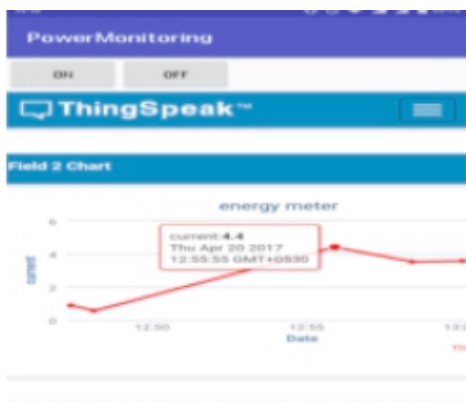 PowerMonitoring
ON OFF
ThingSpeak™
Field 2 Chart
energy meter
current:4.4
Thu Apr 20 2017
12:55:55 GMT+0530
6
4
2
0
current
12:50 12:55
Date